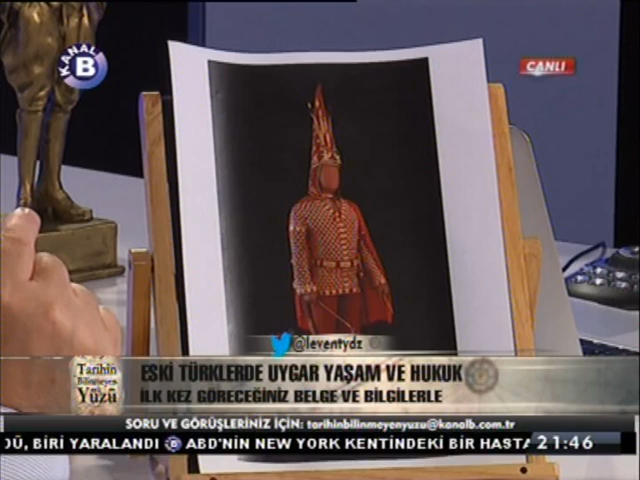 KANAL
B
CANLI
@leventydz
Tarihin
Bilinmeyen
Yüzü
ESKİ TÜRKLERDE UYGAR YAŞAM VE HUKUK
İLK KEZ GÖRECEĞİNİZ BELGE VE BİLGİLERLE
SORU VE GÖRÜŞLERİNİZ İÇİN: tarihinbilinmeyenyuzu@kanalb.com.tr
DÜ, BİRİ YARALANDI B ABD'NİN NEW YORK KENTİNDEKİ BİR HASTA 21:46